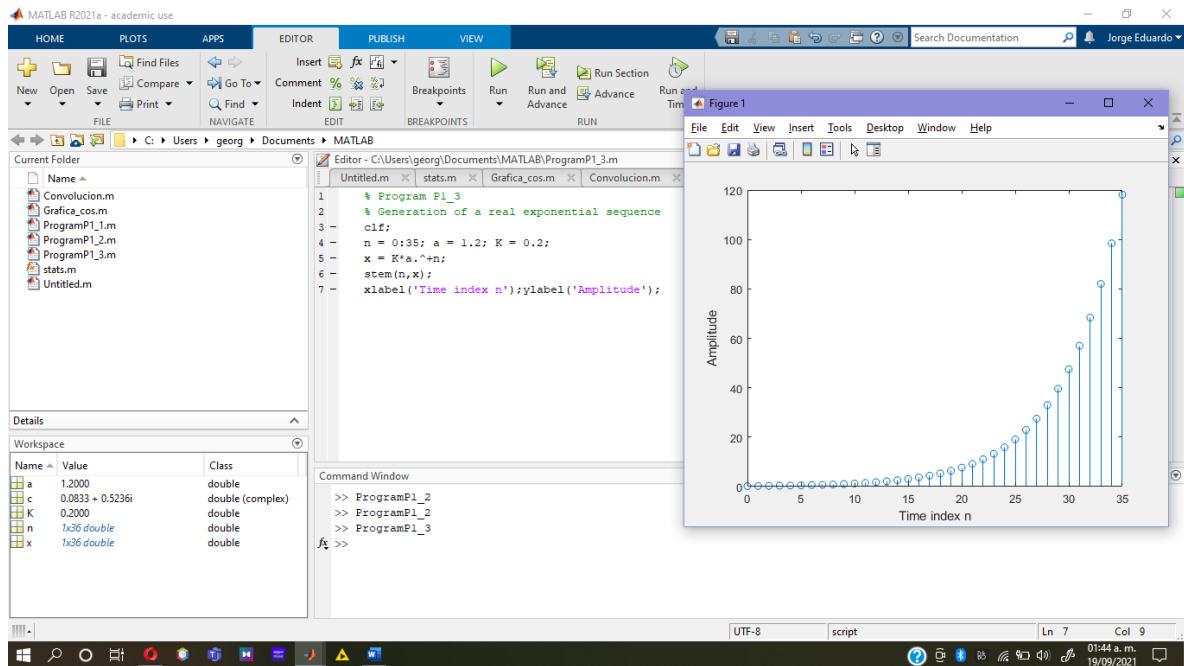 MATLAB R2021a - academic use
HOME PLOTS APPS EDITOR PUBLISH VIEW Search Documentation Jorge Eduardo
New Open Save Find Files Compare Print
FILE
Go To Find
NAVIGATE
Insert fx
Comment %
Indent
EDIT
Breakpoints
BREAKPOINTS
Run Run and Advance Run Section Advance Run and Tim
RUN
C: Users georg Documents MATLAB
Current Folder
Name
Convolucion.m
Grafica_cos.m
ProgramP1_1.m
ProgramP1_2.m
ProgramP1_3.m
stats.m
Untitled.m
Details
Workspace
Name Value Class
a 1.2000 double
c 0.0833 + 0.5236i double (complex)
K 0.2000 double
n 1x36 double double
x 1x36 double double
Editor - C:\Users\georg\Documents\MATLAB\ProgramP1_3.m
Untitled.m stats.m Grafica_cos.m Convolucion.m
1 % Program P1_3
2 % Generation of a real exponential sequence
3 - clf;
4 - n = 0:35; a = 1.2; K = 0.2;
5 - x = K*a.^+n;
6 - stem(n,x);
7 - xlabel('Time index n');ylabel('Amplitude');
Command Window
>> ProgramP1_2
>> ProgramP1_2
>> ProgramP1_3
fx >>
Figure 1
File Edit View Insert Tools Desktop Window Help
120
100
80
60
40
20
0
Amplitude
0 5 10 15 20 25 30 35
Time index n
UTF-8 script Ln 7 Col 9
01:44 a. m.
19/09/2021